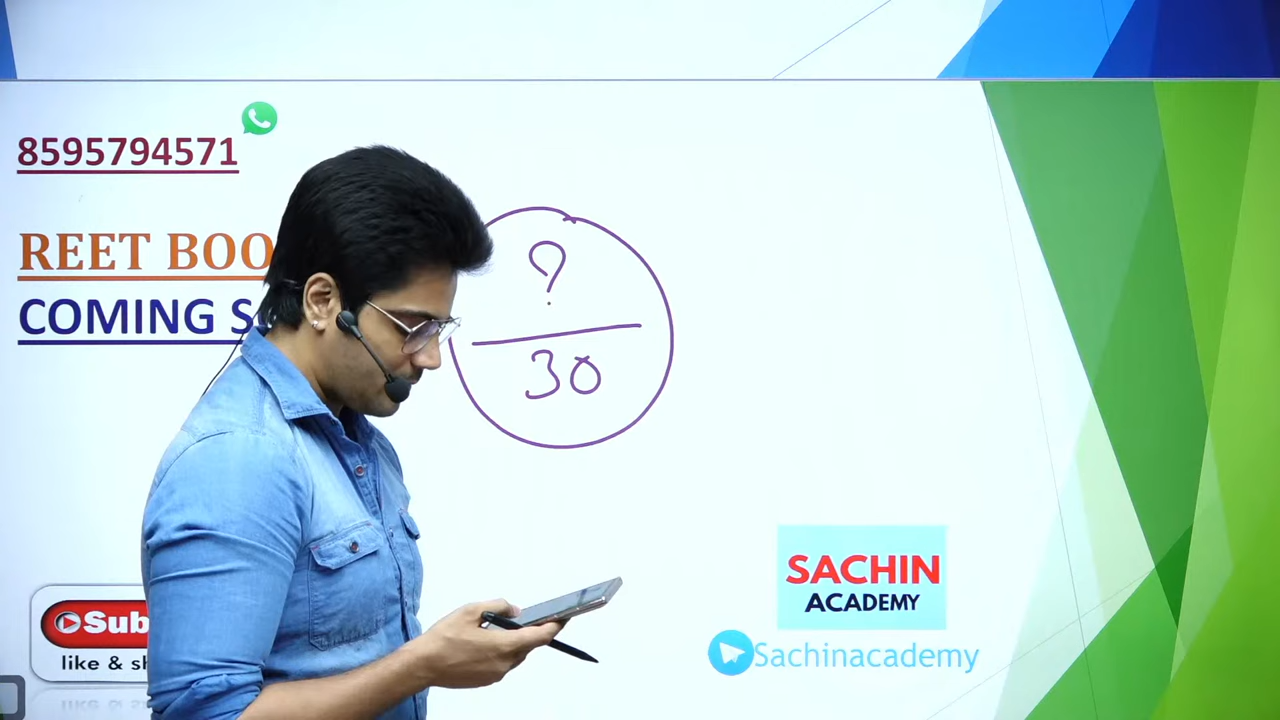 8595794571
REET BOO
COMING S
?
30
Sub
like & sh
SACHIN
ACADEMY
Sachinacademy